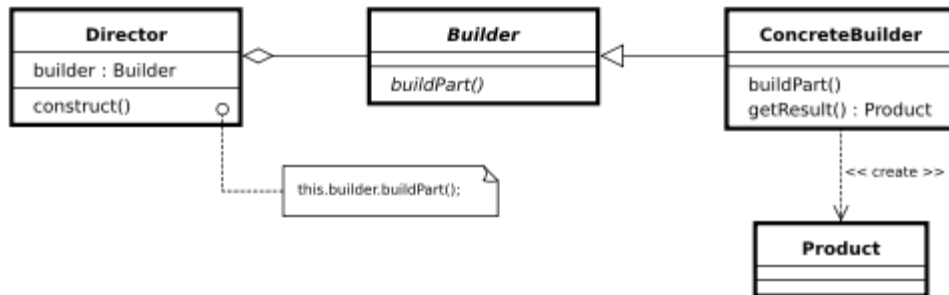 Director
builder : Builder
construct()
this.builder.buildPart();
Builder
buildPart()
ConcreteBuilder
buildPart()
getResult() : Product
<< create >>
Product